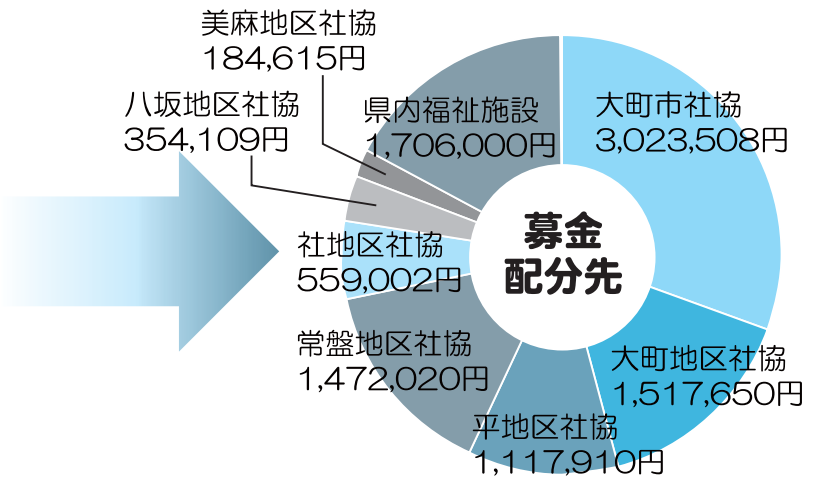 美麻地区社協
184,615円
八坂地区社協
354,109円
県内福祉施設
1,706,000円
大町市社協
3,023,508円
募金
配分先
社地区社協
559,002円
常盤地区社協
1,472,020円
大町地区社協
1,517,650円
平地区社協
1,117,910円